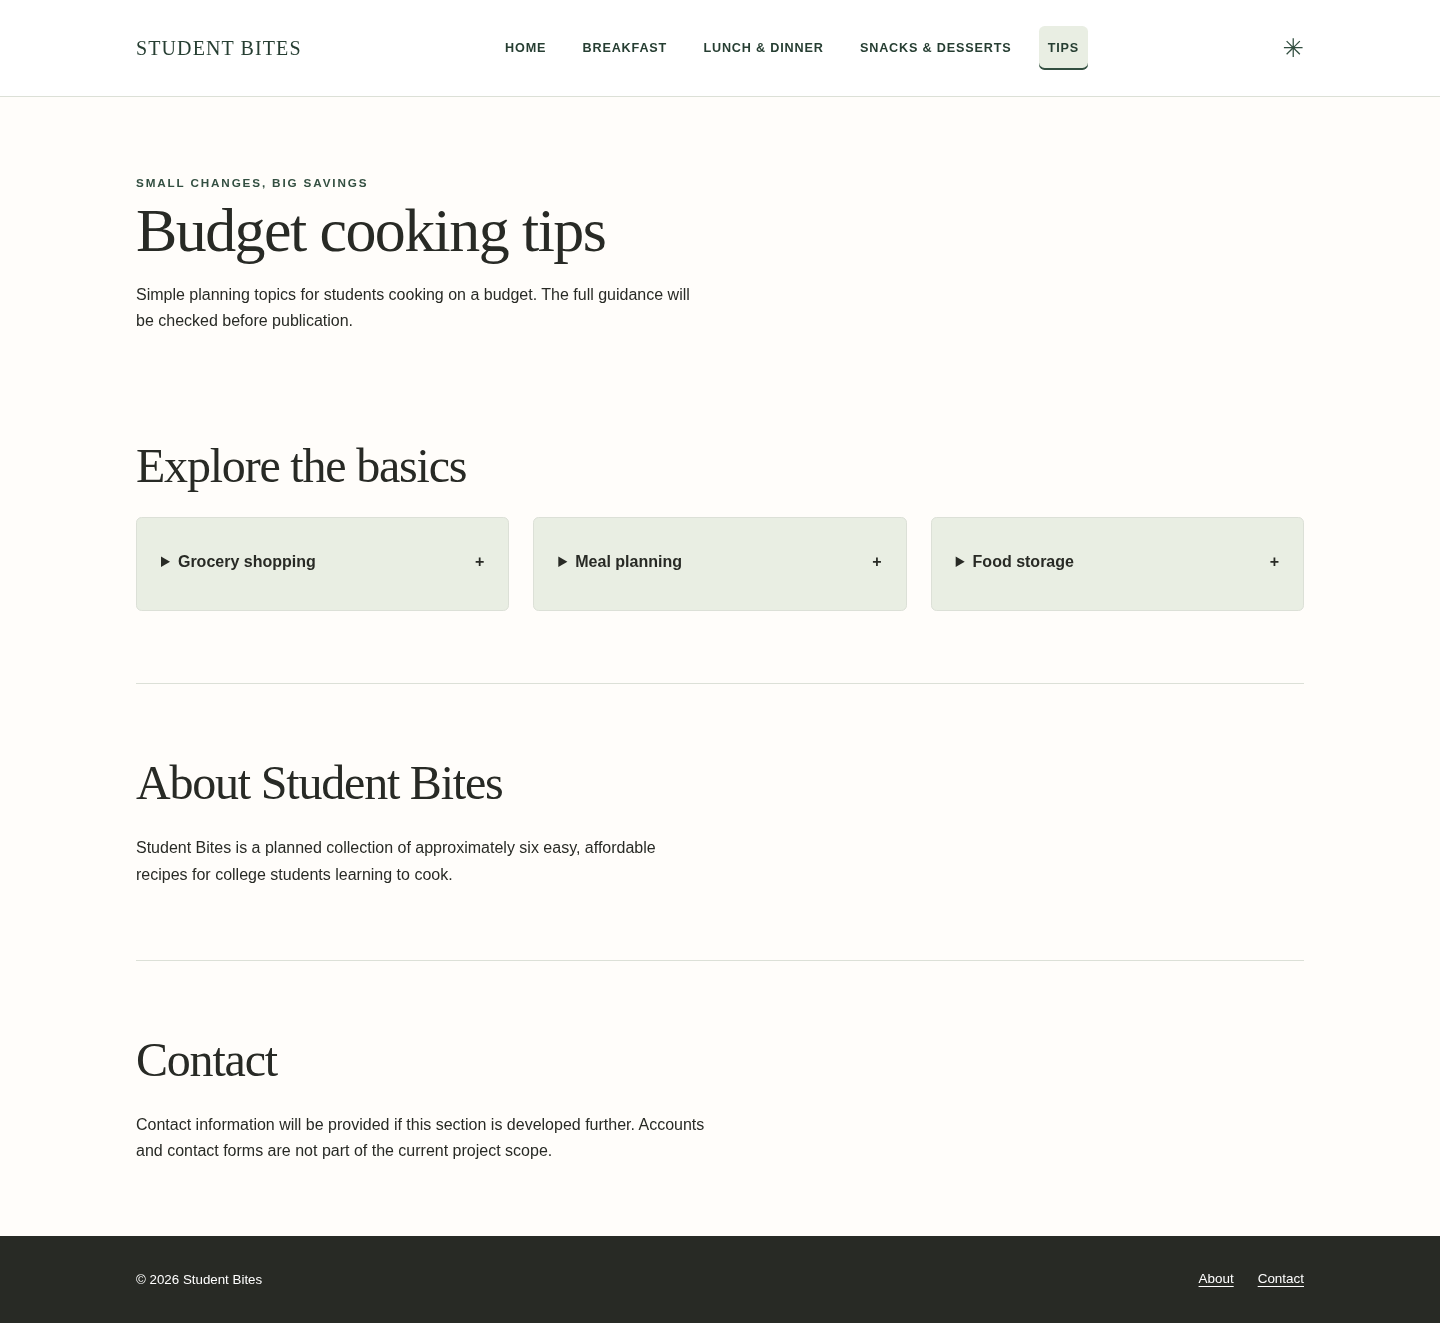 STUDENT BITES
HOME BREAKFAST LUNCH & DINNER SNACKS & DESSERTS TIPS
SMALL CHANGES, BIG SAVINGS
Budget cooking tips
Simple planning topics for students cooking on a budget. The full guidance will
be checked before publication.
Explore the basics
Grocery shopping +
Meal planning +
Food storage +
About Student Bites
Student Bites is a planned collection of approximately six easy, affordable
recipes for college students learning to cook.
Contact
Contact information will be provided if this section is developed further. Accounts
and contact forms are not part of the current project scope.
© 2026 Student Bites
About Contact